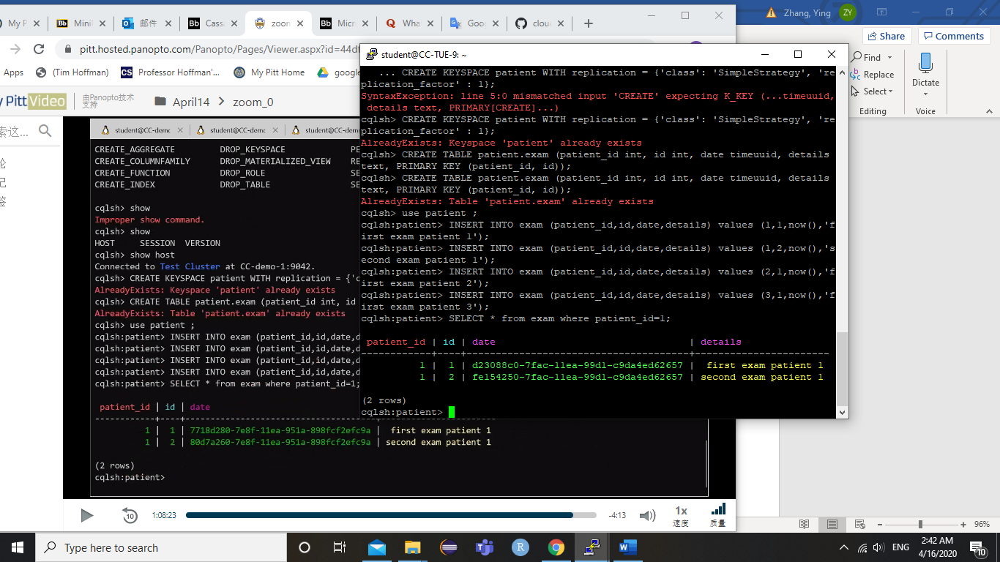 My P
Mini
邮件
Cass
zoom
Micr
Wha
Goo
clou
Zhang, Ying ZY
pitt.hosted.panopto.com/Panopto/Pages/Viewer.aspx?id=44df
Share
Comments
Apps
(Tim Hoffman)
Professor Hoffman'...
My Pitt Home
google
y PittVideo
由Panopto技术
支持
April14 > zoom_0
索这...
论
记
签
student@CC-demo
student@CC-demo
student@CC-dem
CREATE_AGGREGATE DROP_KEYSPACE PE
CREATE_COLUMNFAMILY DROP_MATERIALIZED_VIEW RE
CREATE_FUNCTION DROP_ROLE SE
CREATE_INDEX DROP_TABLE SE
cqlsh> show
Improper show command.
cqlsh> show
HOST SESSION VERSION
cqlsh> show host
Connected to Test Cluster at CC-demo-1:9042.
cqlsh> CREATE KEYSPACE patient WITH replication = {'c
AlreadyExists: Keyspace 'patient' already exists
cqlsh> CREATE TABLE patient.exam (patient_id int, id
AlreadyExists: Table 'patient.exam' already exists
cqlsh> use patient ;
cqlsh:patient> INSERT INTO exam (patient_id,id,date,d
cqlsh:patient> INSERT INTO exam (patient_id,id,date,d
cqlsh:patient> INSERT INTO exam (patient_id,id,date,d
cqlsh:patient> INSERT INTO exam (patient_id,id,date,d
cqlsh:patient> SELECT * from exam where patient_id=1;
patient_id | id | date
1 | 1 | 7718d280-7e8f-11ea-951a-898fcf2efc9a | first exam patient 1
1 | 2 | 80d7a260-7e8f-11ea-951a-898fcf2efc9a | second exam patient 1
(2 rows)
cqlsh:patient>
1:08:23
-4:13
1x
速度
质量
student@CC-TUE-9: ~
... CREATE KEYSPACE patient WITH replication = {'class': 'SimpleStrategy', 're
plication_factor' : 1};
SyntaxException: line 5:0 mismatched input 'CREATE' expecting K_KEY (...timeuuid,
details text, PRIMARY[CREATE]...)
cqlsh> CREATE KEYSPACE patient WITH replication = {'class': 'SimpleStrategy', 're
plication_factor' : 1};
AlreadyExists: Keyspace 'patient' already exists
cqlsh> CREATE TABLE patient.exam (patient_id int, id int, date timeuuid, details
text, PRIMARY KEY (patient_id, id));
cqlsh> CREATE TABLE patient.exam (patient_id int, id int, date timeuuid, details
text, PRIMARY KEY (patient_id, id));
AlreadyExists: Table 'patient.exam' already exists
cqlsh> use patient ;
cqlsh:patient> INSERT INTO exam (patient_id,id,date,details) values (1,1,now(),'f
irst exam patient 1');
cqlsh:patient> INSERT INTO exam (patient_id,id,date,details) values (1,2,now(),'s
econd exam patient 1');
cqlsh:patient> INSERT INTO exam (patient_id,id,date,details) values (2,1,now(),'f
irst exam patient 2');
cqlsh:patient> INSERT INTO exam (patient_id,id,date,details) values (3,1,now(),'f
irst exam patient 3');
cqlsh:patient> SELECT * from exam where patient_id=1;
patient_id | id | date | details
1 | 1 | d23088c0-7fac-11ea-99d1-c9da4ed62657 | first exam patient 1
1 | 2 | fe154250-7fac-11ea-99d1-c9da4ed62657 | second exam patient 1
(2 rows)
cqlsh:patient>
Find
Replace
Select
Editing
Dictate
Voice
96%
Type here to search
ENG
2:42 AM
4/16/2020
10